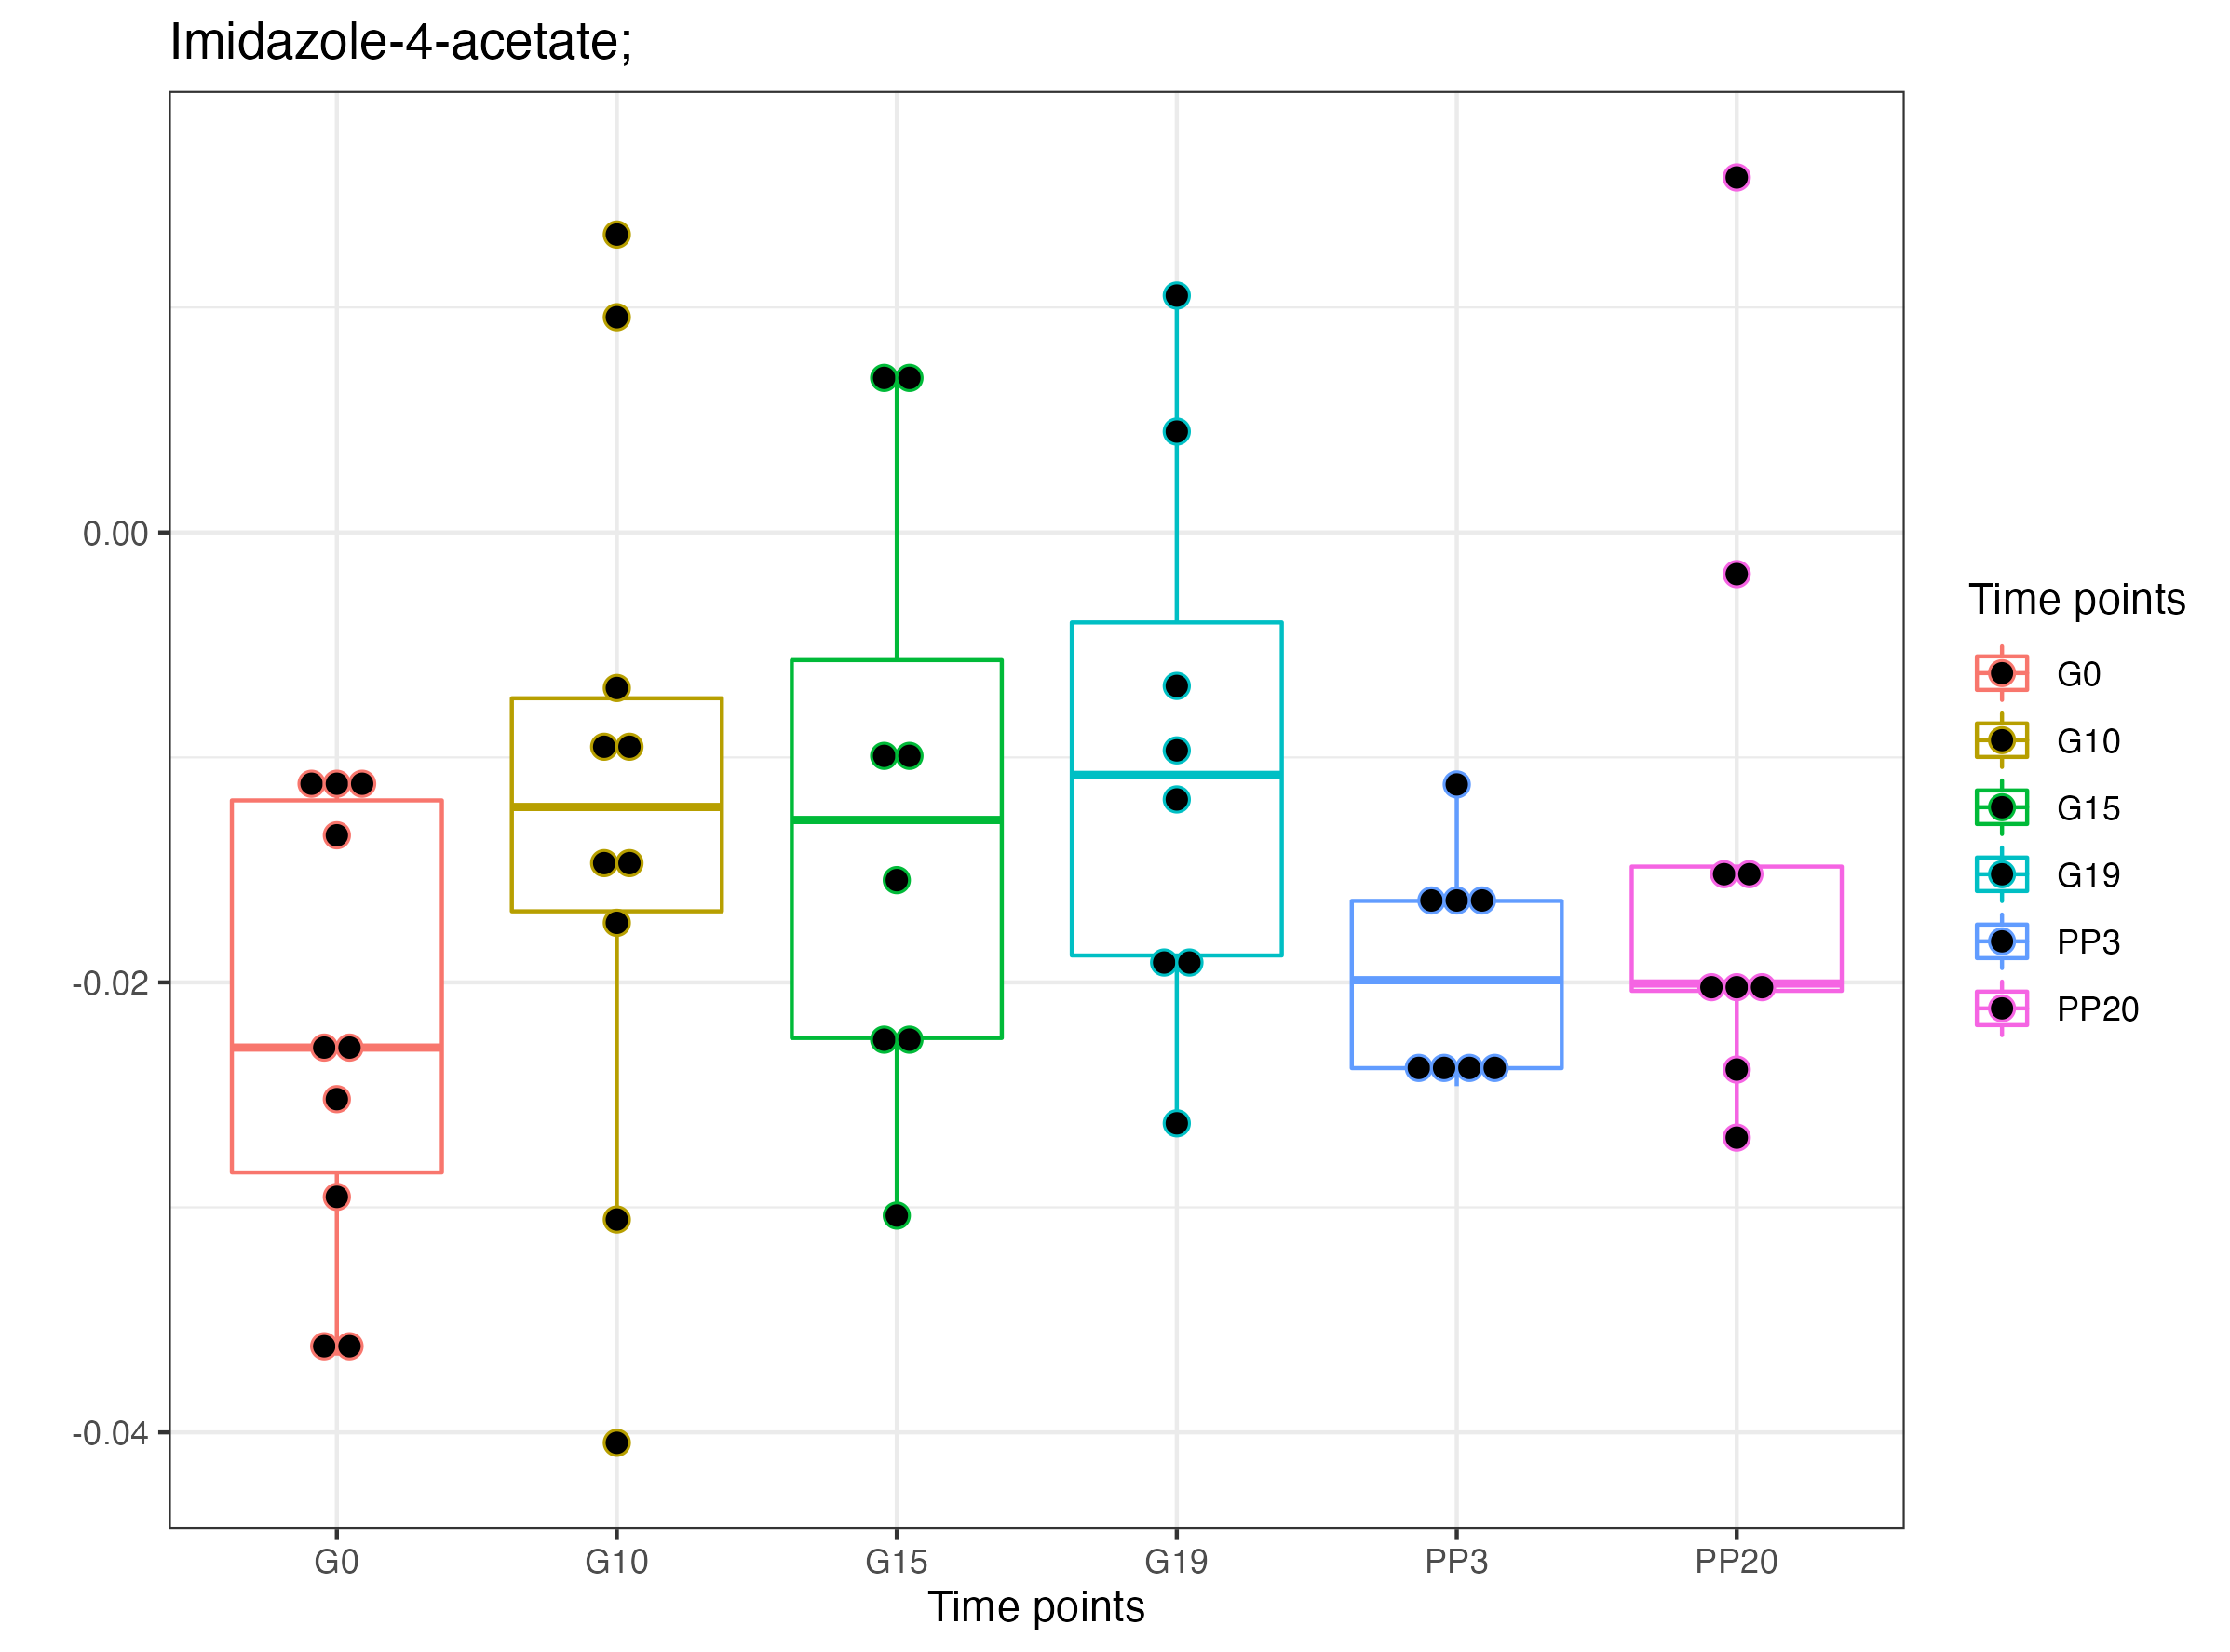 Imidazole-4-acetate;
0.00
-0.02
-0.04
G0 G10 G15 G19 PP3 PP20
Time points
Time points
G0
G10
G15
G19
PP3
PP20